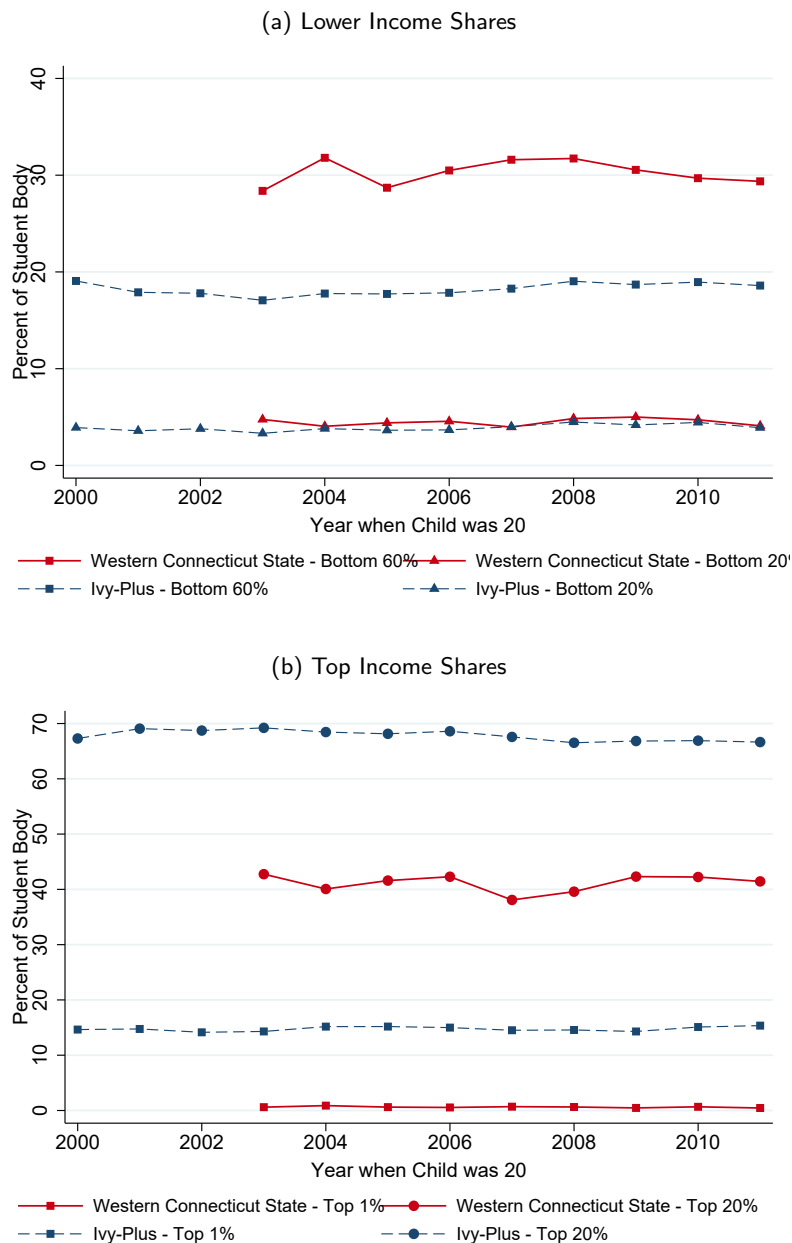 (a) Lower Income Shares
Percent of Student Body
40
30
20
10
0
2000 2002 2004 2006 2008 2010
Year when Child was 20
Western Connecticut State - Bottom 60% Western Connecticut State - Bottom 20%
Ivy-Plus - Bottom 60% Ivy-Plus - Bottom 20%
(b) Top Income Shares
Percent of Student Body
70
60
50
40
30
20
10
0
2000 2002 2004 2006 2008 2010
Year when Child was 20
Western Connecticut State - Top 1% Western Connecticut State - Top 20%
Ivy-Plus - Top 1% Ivy-Plus - Top 20%